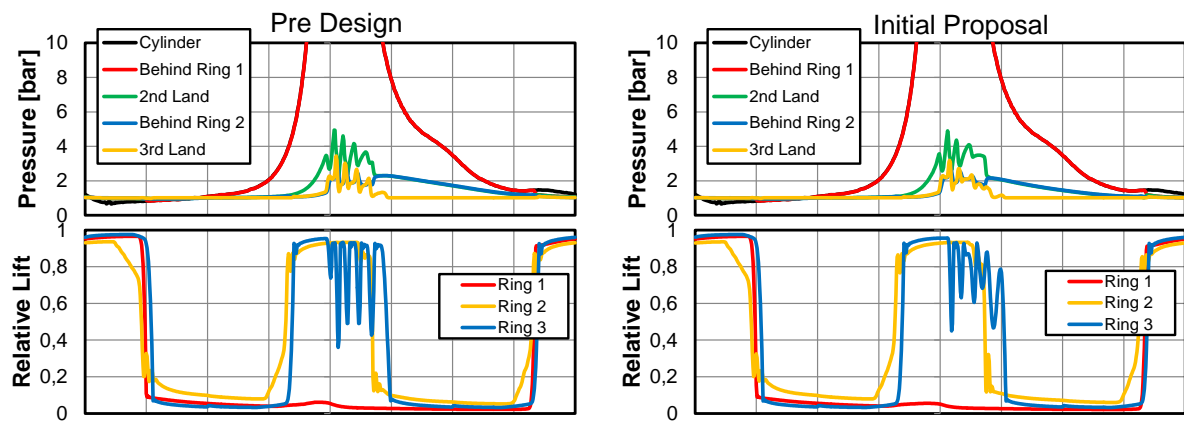 Pre Design
Pressure [bar]
10
8
6
4
2
0
Cylinder
Behind Ring 1
2nd Land
Behind Ring 2
3rd Land
Relative Lift
1
0,8
0,6
0,4
0,2
0
Ring 1
Ring 2
Ring 3
Initial Proposal
Pressure [bar]
10
8
6
4
2
0
Cylinder
Behind Ring 1
2nd Land
Behind Ring 2
3rd Land
Relative Lift
1
0,8
0,6
0,4
0,2
0
Ring 1
Ring 2
Ring 3